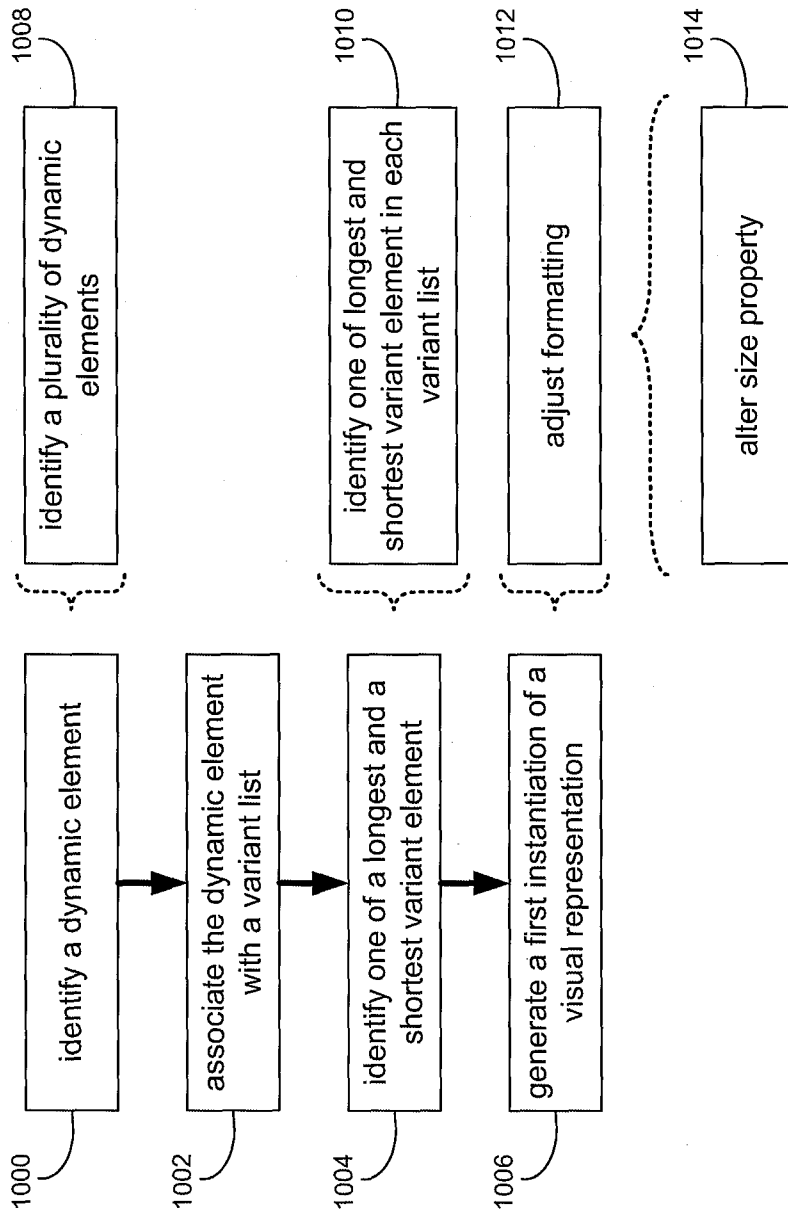 1000
identify a dynamic element
1002
associate the dynamic element
with a variant list
1004
identify one of a longest and a
shortest variant element
1006
generate a first instantiation of a
visual representation
1008
identify a plurality of dynamic
elements
1010
identify one of longest and
shortest variant element in each
variant list
1012
adjust formatting
1014
alter size property